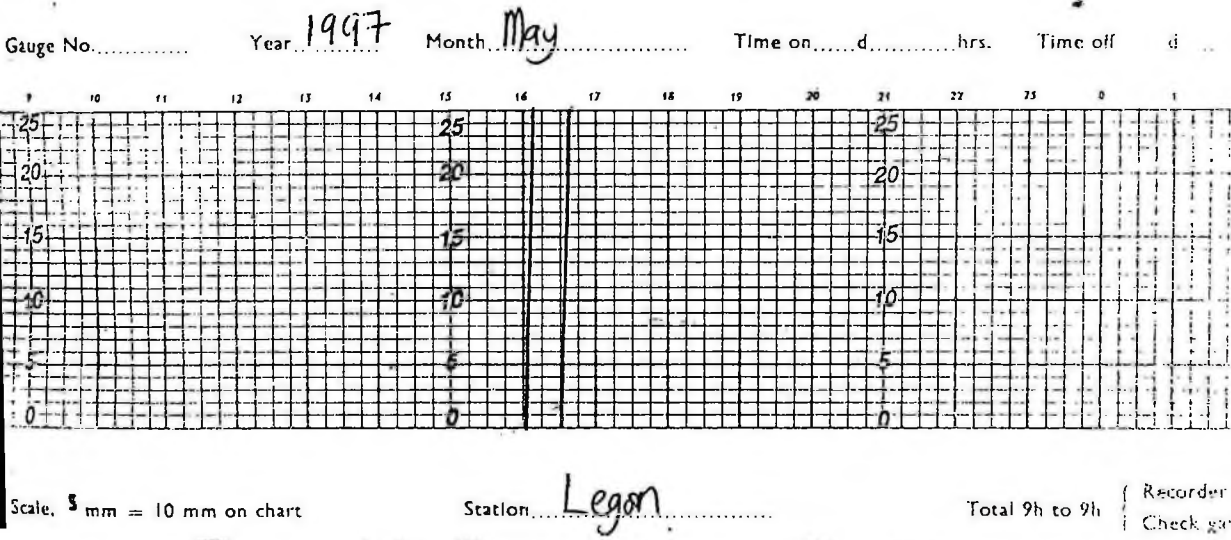 Gauge No.............. Year 1997 Month May Time on......d..........hrs. Time off d ..
9 10 11 12 13 14 15 16 17 18 19 20 21 22 23 0 1
25 25 25
20 20 20
15 15 15
10 10 10
5 5 5
0 0 0
Scale, 5 mm = 10 mm on chart Station Legon Total 9h to 9h { Recorder
Check